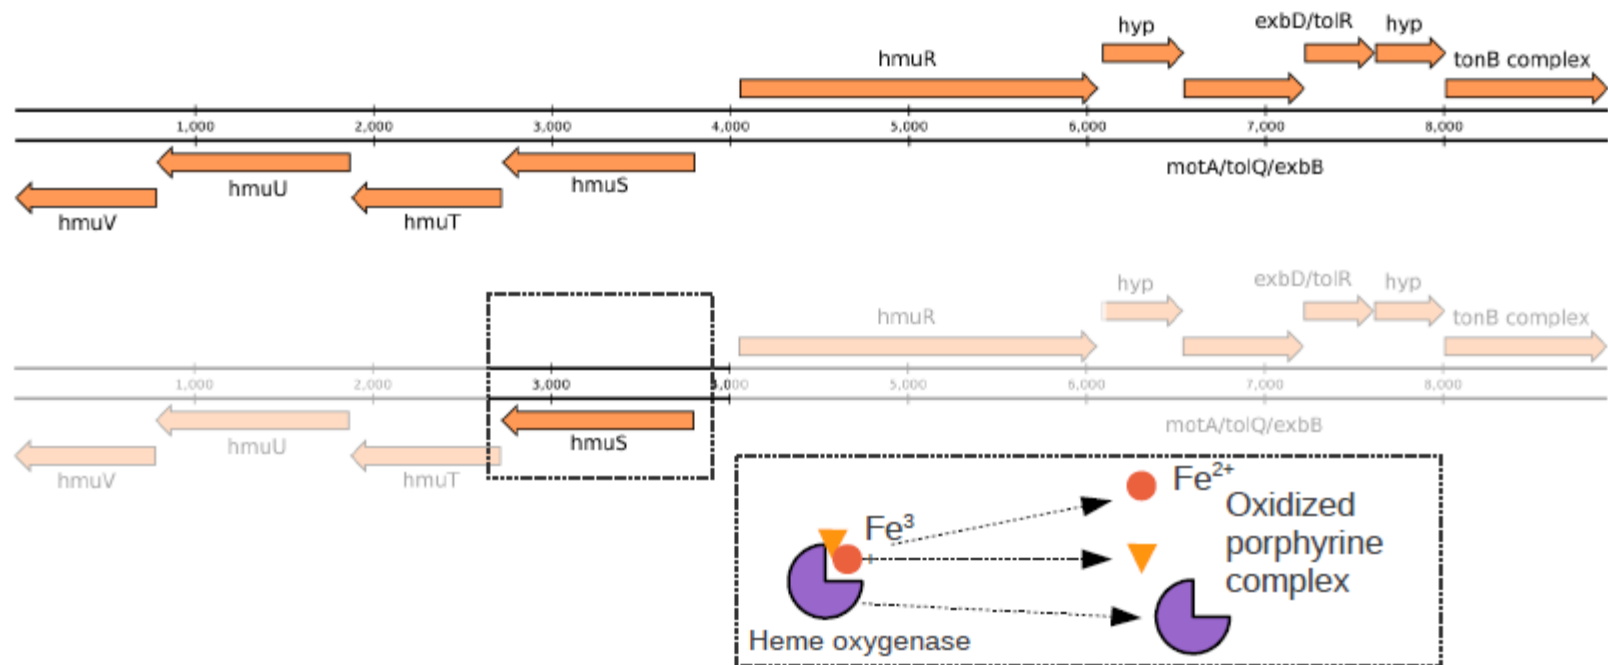 exbD/tolR
hyp
hyp
hmuR
tonB complex
1,000
2,000
3,000
4,000
5,000
6,000
7,000
8,000
hmuU
hmuS
motA/tolQ/exbB
hmuV
hmuT
exbD/tolR
hyp
hyp
hmuR
tonB complex
1,000
2,000
3,000
4,000
5,000
6,000
7,000
8,000
hmuU
hmuS
motA/tolQ/exbB
hmuV
hmuT
Fe2+
Oxidized
porphyrine
complex
Fe3
+
Heme oxygenase